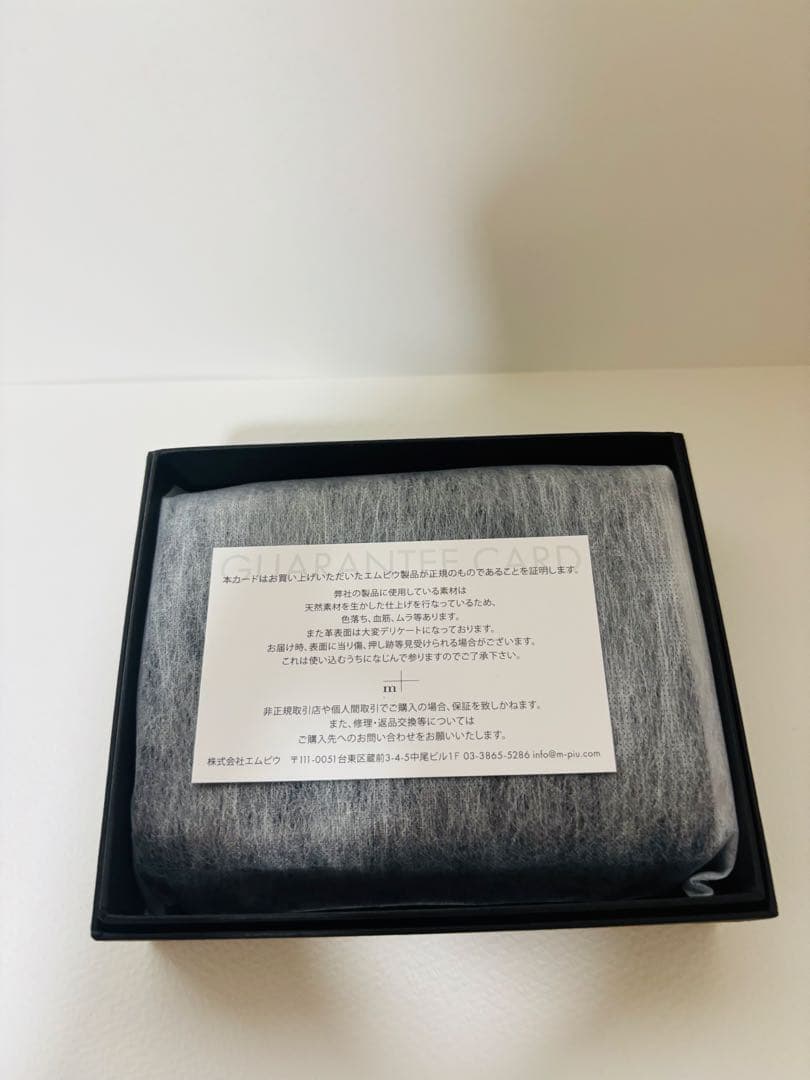 GUARANTEE CARD
本カードはお買い上げいただいたエムピウ製品が正規のものであることを証明します。
弊社の製品に使用している素材は
天然素材を生かした仕上げを行なっているため、
色落ち、血筋、ムラ等あります。
また革表面は大変デリケートになっております。
お届け時、表面に当り傷、押し跡等見受けられる場合がございます。
これは使い込むうちになじんで参りますのでご了承下さい。
m+
非正規取引店や個人間取引でご購入の場合、保証を致しかねます。
また、修理・返品交換等については
ご購入先へのお問い合わせをお願いいたします。
株式会社エムピウ 〒111-0051台東区蔵前3-4-5中尾ビル1F 03-3865-5286 info@m-piu.com